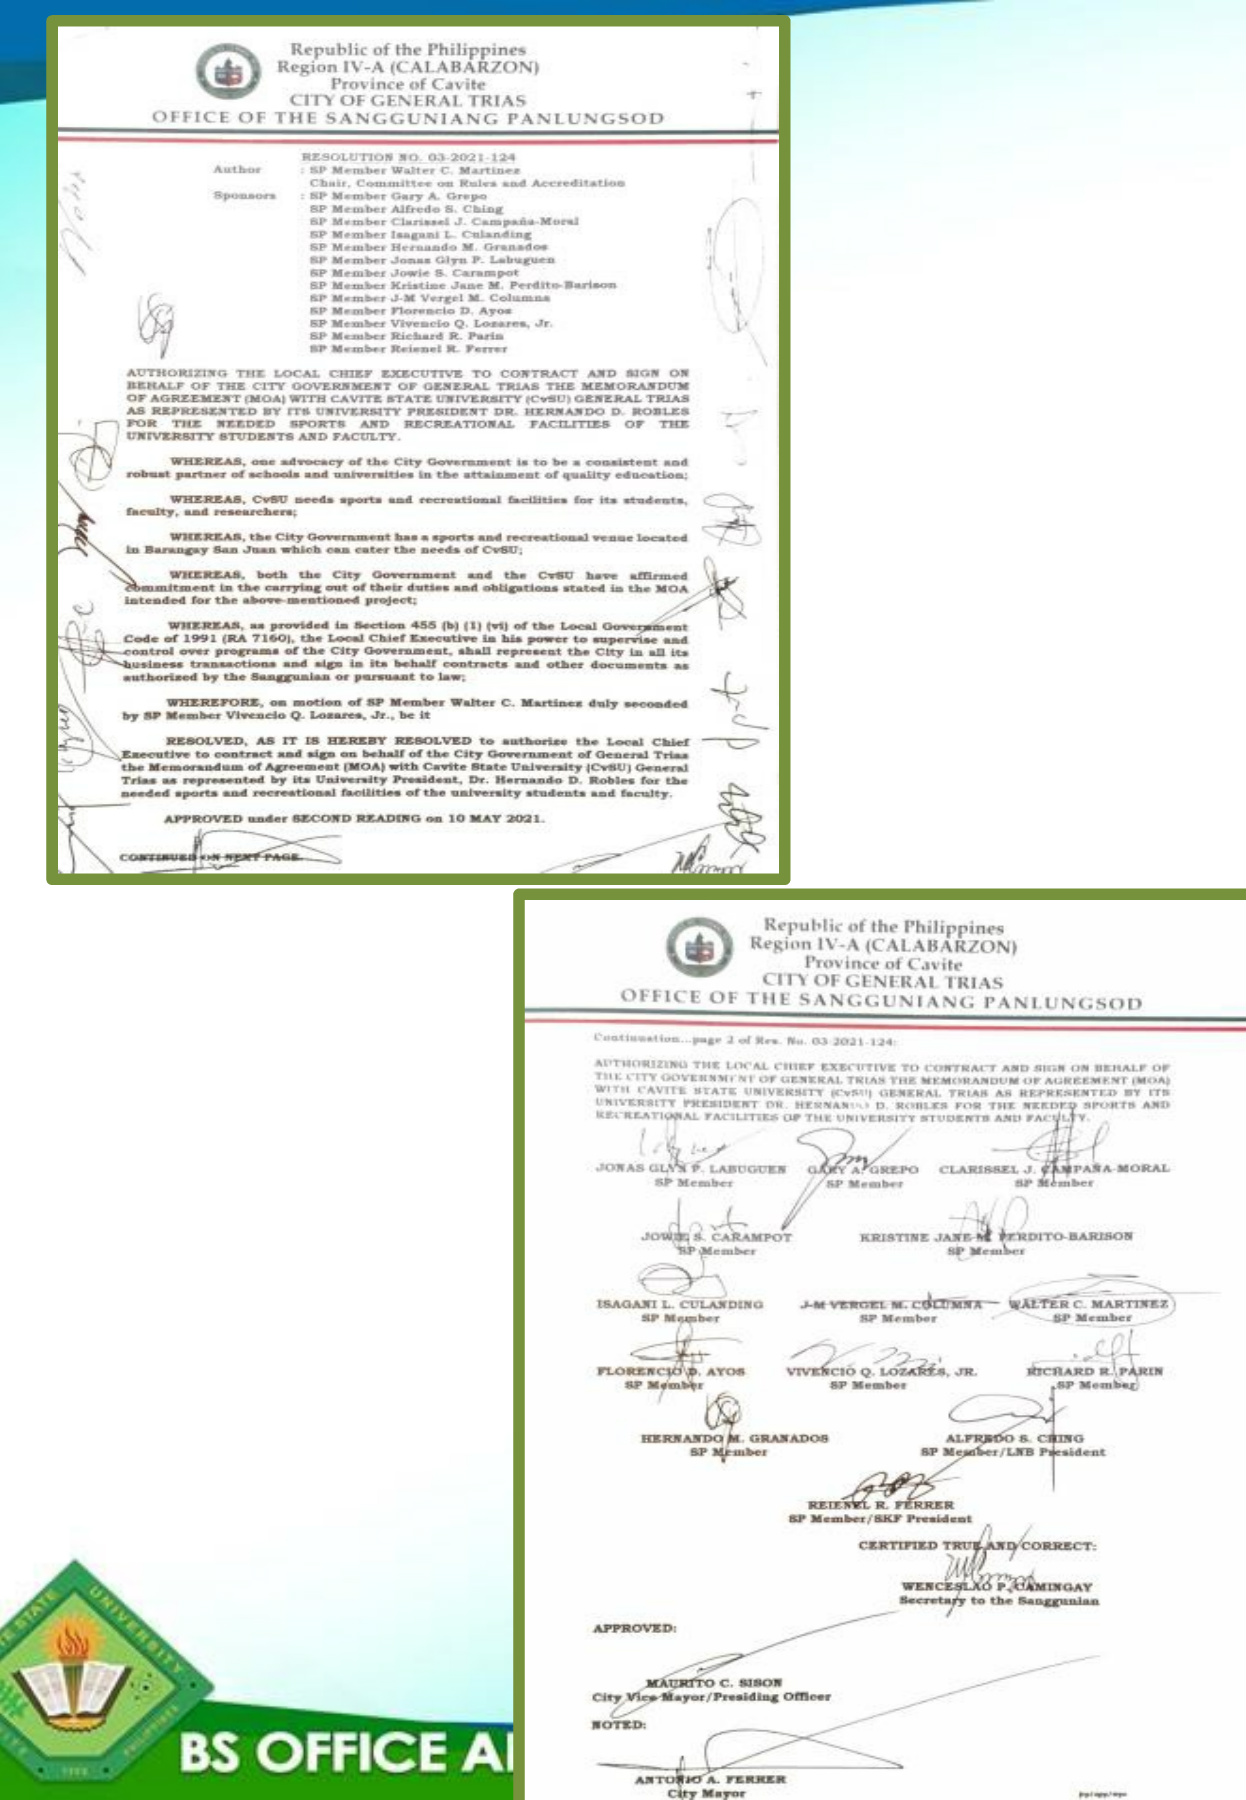 Republic of the Philippines
Region IV-A (CALABARZON)
Province of Cavite
CITY OF GENERAL TRIAS
OFFICE OF THE SANGGUNIANG PANLUNGSOD
RESOLUTION NO. 03-2021-124
Author : SP Member Walter C. Martinez
Chair, Committee on Rules and Accreditation
Sponsors : SP Member Gary A. Grepo
SP Member Alfredo S. Ching
SP Member Clarissel J. Campaña-Moral
SP Member Isagani L. Culanding
SP Member Hernando M. Granados
SP Member Jonas Glyn P. Labuguen
SP Member Jowie S. Carampot
SP Member Kristine Jane M. Perdito-Barison
SP Member J-M Vergel M. Columna
SP Member Florencio D. Ayos
SP Member Vivencio Q. Lozares, Jr.
SP Member Richard R. Parin
SP Member Reienel R. Ferrer
AUTHORIZING THE LOCAL CHIEF EXECUTIVE TO CONTRACT AND SIGN ON
BEHALF OF THE CITY GOVERNMENT OF GENERAL TRIAS THE MEMORANDUM
OF AGREEMENT (MOA) WITH CAVITE STATE UNIVERSITY (CvSU) GENERAL TRIAS
AS REPRESENTED BY ITS UNIVERSITY PRESIDENT DR. HERNANDO D. ROBLES
FOR THE NEEDED SPORTS AND RECREATIONAL FACILITIES OF THE
UNIVERSITY STUDENTS AND FACULTY.
WHEREAS, one advocacy of the City Government is to be a consistent and
robust partner of schools and universities in the attainment of quality education;
WHEREAS, CvSU needs sports and recreational facilities for its students,
faculty, and researchers;
WHEREAS, the City Government has a sports and recreational venue located
in Barangay San Juan which can cater the needs of CvSU;
WHEREAS, both the City Government and the CvSU have affirmed
commitment in the carrying out of their duties and obligations stated in the MOA
intended for the above-mentioned project;
WHEREAS, as provided in Section 455 (b) (1) (vi) of the Local Government
Code of 1991 (RA 7160), the Local Chief Executive in his power to supervise and
control over programs of the City Government, shall represent the City in all its
business transactions and sign in its behalf contracts and other documents as
authorized by the Sanggunian or pursuant to law;
WHEREFORE, on motion of SP Member Walter C. Martinez duly seconded
by SP Member Vivencio Q. Lozares, Jr., be it
RESOLVED, AS IT IS HEREBY RESOLVED to authorize the Local Chief
Executive to contract and sign on behalf of the City Government of General Trias
the Memorandum of Agreement (MOA) with Cavite State University (CvSU) General
Trias as represented by its University President, Dr. Hernando D. Robles for the
needed sports and recreational facilities of the university students and faculty.
APPROVED under SECOND READING on 10 MAY 2021.
CONTINUED ON NEXT PAGE.
Republic of the Philippines
Region IV-A (CALABARZON)
Province of Cavite
CITY OF GENERAL TRIAS
OFFICE OF THE SANGGUNIANG PANLUNGSOD
Continuation...page 2 of Res. No. 03-2021-124:
AUTHORIZING THE LOCAL CHIEF EXECUTIVE TO CONTRACT AND SIGN ON BEHALF OF
THE CITY GOVERNMENT OF GENERAL TRIAS THE MEMORANDUM OF AGREEMENT (MOA)
WITH CAVITE STATE UNIVERSITY (CvSU) GENERAL TRIAS AS REPRESENTED BY ITS
UNIVERSITY PRESIDENT DR. HERNANDO D. ROBLES FOR THE NEEDED SPORTS AND
RECREATIONAL FACILITIES OF THE UNIVERSITY STUDENTS AND FACULTY.
JONAS GLYN P. LABUGUEN GARY A. GREPO CLARISSEL J. CAMPAÑA-MORAL
SP Member SP Member SP Member
JOWIE S. CARAMPOT KRISTINE JANE M. PERDITO-BARISON
SP Member SP Member
ISAGANI L. CULANDING J-M VERGEL M. COLUMNA WALTER C. MARTINEZ
SP Member SP Member SP Member
FLORENCIO D. AYOS VIVENCIO Q. LOZARES, JR. RICHARD R. PARIN
SP Member SP Member SP Member
HERNANDO M. GRANADOS ALFREDO S. CHING
SP Member SP Member/LNB President
REIENEL R. FERRER
SP Member/SKF President
CERTIFIED TRUE AND CORRECT:
WENCESLAO P. CAMINGAY
Secretary to the Sanggunian
APPROVED:
MAURITO C. SISON
City Vice Mayor/Presiding Officer
NOTED:
ANTONIO A. FERRER
City Mayor
STATE UNIVERSITY
PHILIPPINES
1906
BS OFFICE